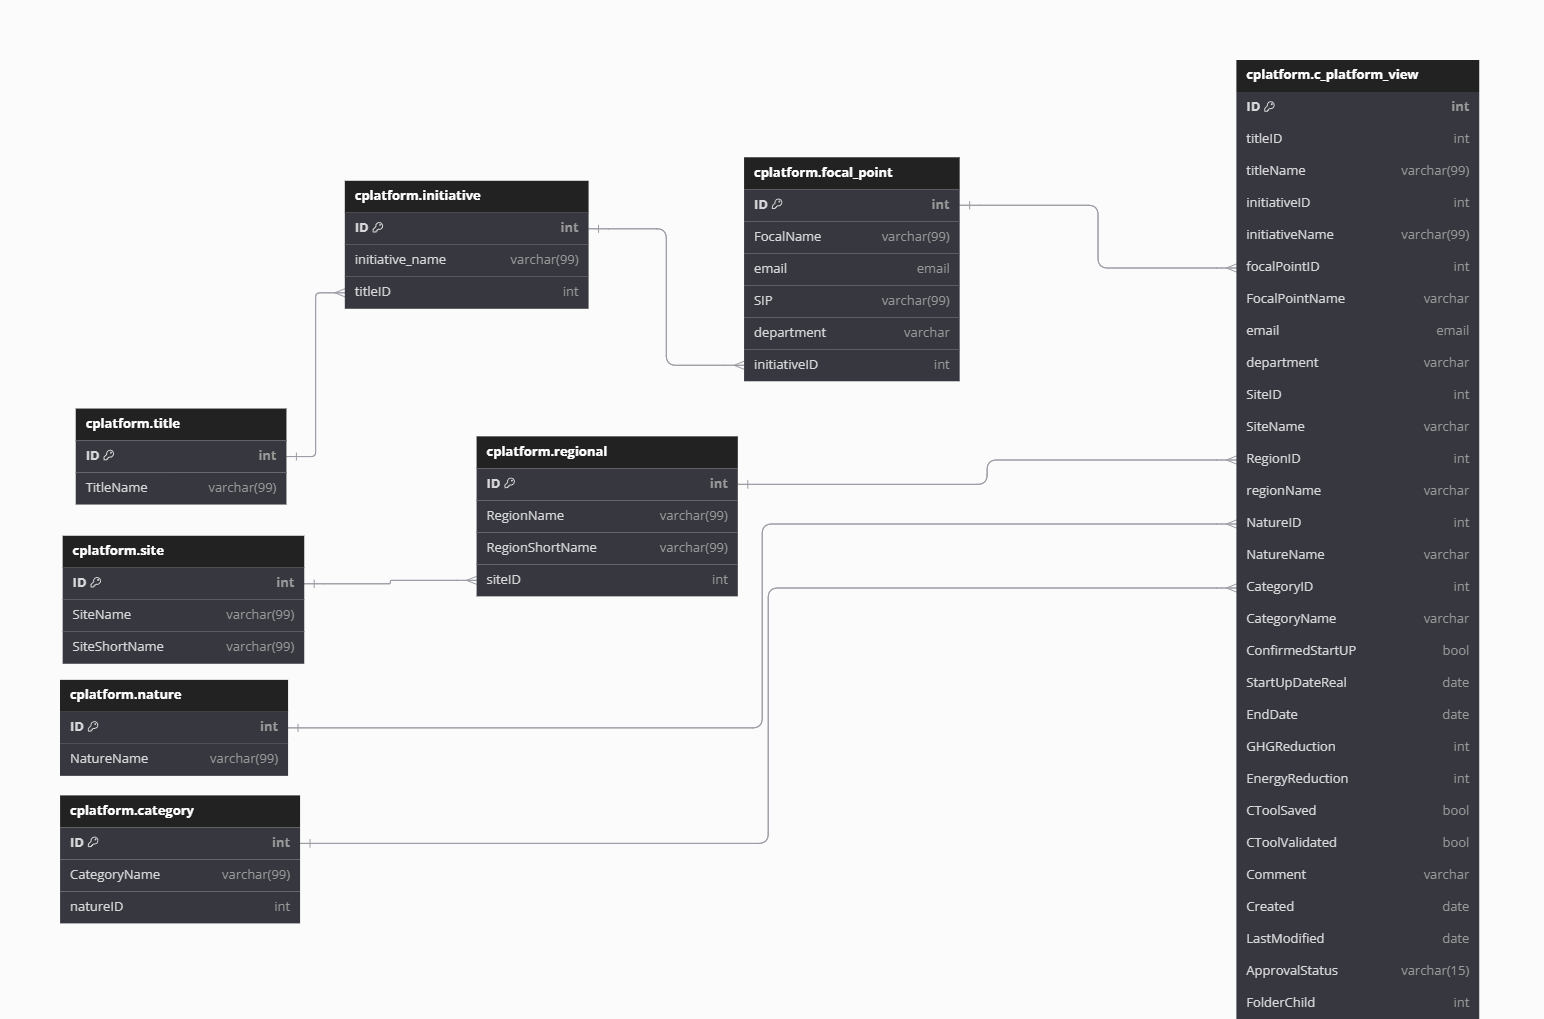 cplatform.c_platform_view
ID int
titleID int
titleName varchar(99)
initiativeID int
initiativeName varchar(99)
focalPointID int
FocalPointName varchar
email email
department varchar
SiteID int
SiteName varchar
RegionID int
regionName varchar
NatureID int
NatureName varchar
CategoryID int
CategoryName varchar
ConfirmedStartUP bool
StartUpDateReal date
EndDate date
GHGReduction int
EnergyReduction int
CToolSaved bool
CToolValidated bool
Comment varchar
Created date
LastModified date
ApprovalStatus varchar(15)
FolderChild int
cplatform.focal_point
ID int
FocalName varchar(99)
email email
SIP varchar(99)
department varchar
initiativeID int
cplatform.initiative
ID int
initiative_name varchar(99)
titleID int
cplatform.title
ID int
TitleName varchar(99)
cplatform.regional
ID int
RegionName varchar(99)
RegionShortName varchar(99)
siteID int
cplatform.site
ID int
SiteName varchar(99)
SiteShortName varchar(99)
cplatform.nature
ID int
NatureName varchar(99)
cplatform.category
ID int
CategoryName varchar(99)
natureID int